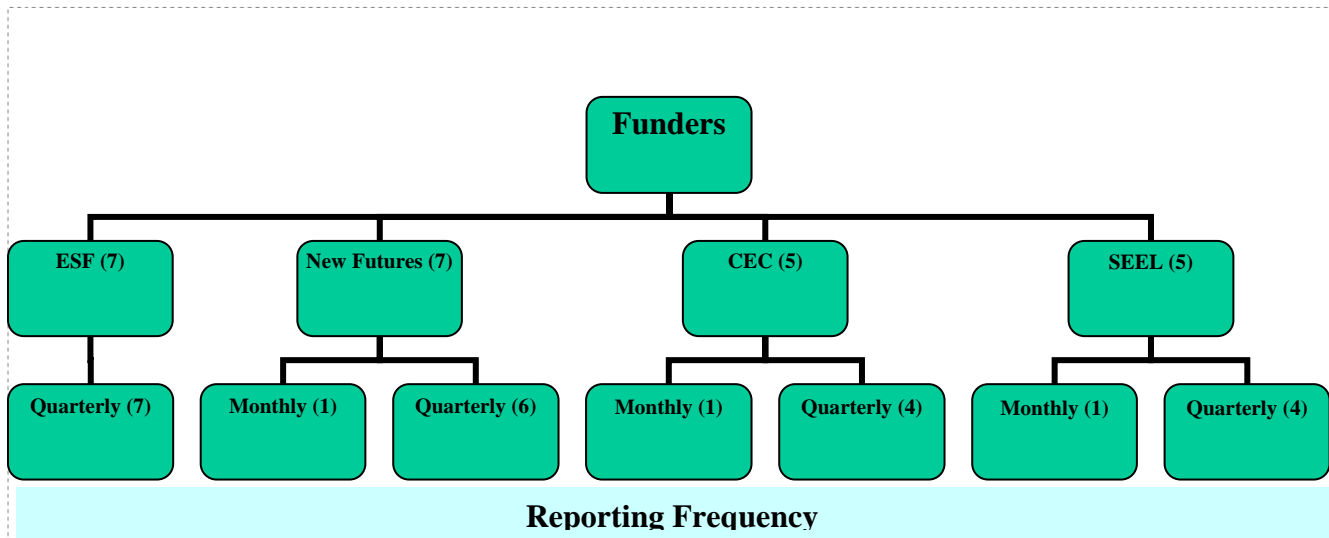 Funders
ESF (7)
New Futures (7)
CEC (5)
SEEL (5)
Quarterly (7)
Monthly (1)
Quarterly (6)
Monthly (1)
Quarterly (4)
Monthly (1)
Quarterly (4)
Reporting Frequency